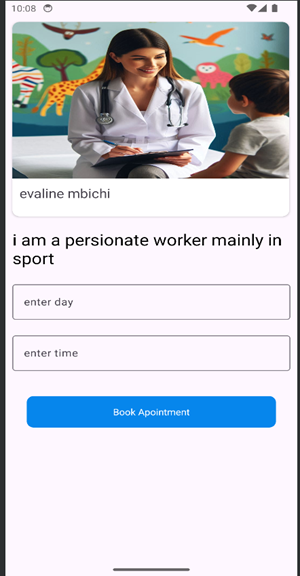 10:08
evaline mbichi
i am a persionate worker mainly in
sport
enter day
enter time
Book Apointment